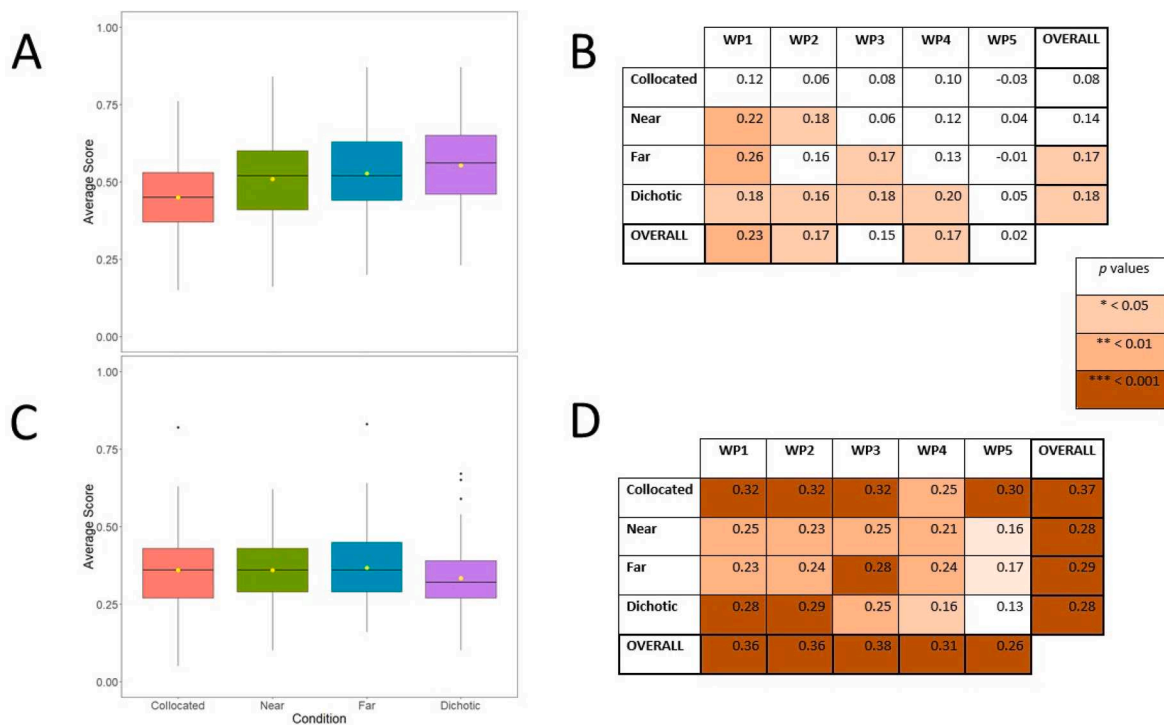 A
1.00
0.75
0.50
0.25
0.00
Average Score
B
WP1 WP2 WP3 WP4 WP5 OVERALL
Collocated 0.12 0.06 0.08 0.10 -0.03 0.08
Near 0.22 0.18 0.06 0.12 0.04 0.14
Far 0.26 0.16 0.17 0.13 -0.01 0.17
Dichotic 0.18 0.16 0.18 0.20 0.05 0.18
OVERALL 0.23 0.17 0.15 0.17 0.02
p values
* < 0.05
** < 0.01
*** < 0.001
C
1.00
0.75
0.50
0.25
0.00
Average Score
Collocated Near Far Dichotic
Condition
D
WP1 WP2 WP3 WP4 WP5 OVERALL
Collocated 0.32 0.32 0.32 0.25 0.30 0.37
Near 0.25 0.23 0.25 0.21 0.16 0.28
Far 0.23 0.24 0.28 0.24 0.17 0.29
Dichotic 0.28 0.29 0.25 0.16 0.13 0.28
OVERALL 0.36 0.36 0.38 0.31 0.26